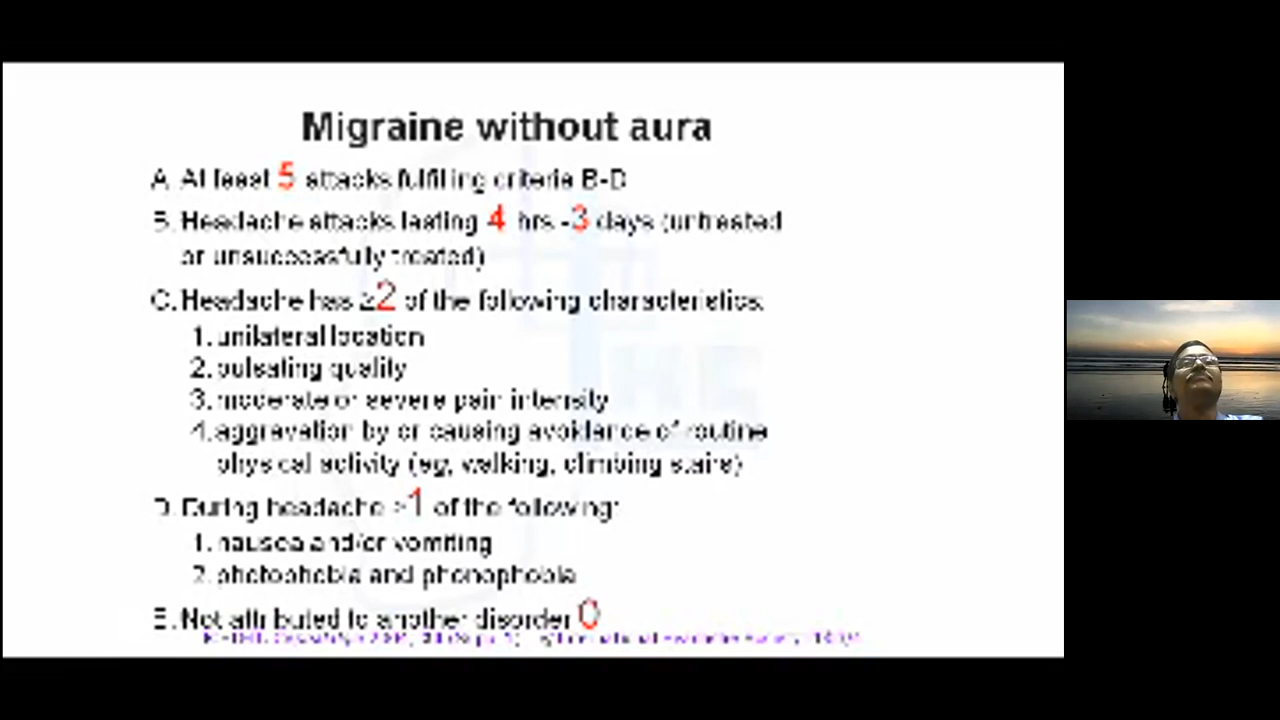 Migraine without aura
A. At least 5 attacks fulfilling criteria B-D
B. Headache attacks lasting 4 hrs -3 days (untreated
or unsuccessfully treated)
C. Headache has ≥2 of the following characteristics:
1. unilateral location
2. pulsating quality
3. moderate or severe pain intensity
4. aggravation by or causing avoidance of routine
physical activity (eg, walking, climbing stairs)
D. During headache ≥1 of the following:
1. nausea and/or vomiting
2. photophobia and phonophobia
E. Not attributed to another disorder 0